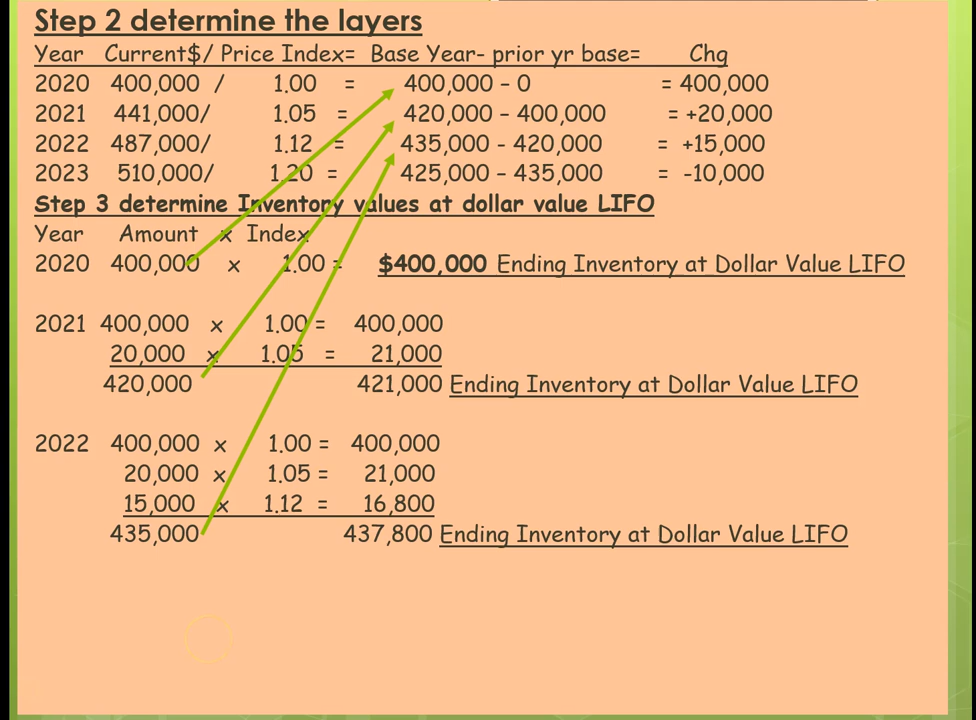 Step 2 determine the layers
Year Current$/ Price Index= Base Year- prior yr base= Chg
2020 400,000 / 1.00 = 400,000 – 0 = 400,000
2021 441,000/ 1.05 = 420,000 – 400,000 = +20,000
2022 487,000/ 1.12 = 435,000 - 420,000 = +15,000
2023 510,000/ 1.20 = 425,000 – 435,000 = -10,000
Step 3 determine Inventory values at dollar value LIFO
Year Amount x Index
2020 400,000 x 1.00 = $400,000 Ending Inventory at Dollar Value LIFO
2021 400,000 x 1.00 = 400,000
20,000 x 1.05 = 21,000
420,000 421,000 Ending Inventory at Dollar Value LIFO
2022 400,000 x 1.00 = 400,000
20,000 x 1.05 = 21,000
15,000 x 1.12 = 16,800
435,000 437,800 Ending Inventory at Dollar Value LIFO